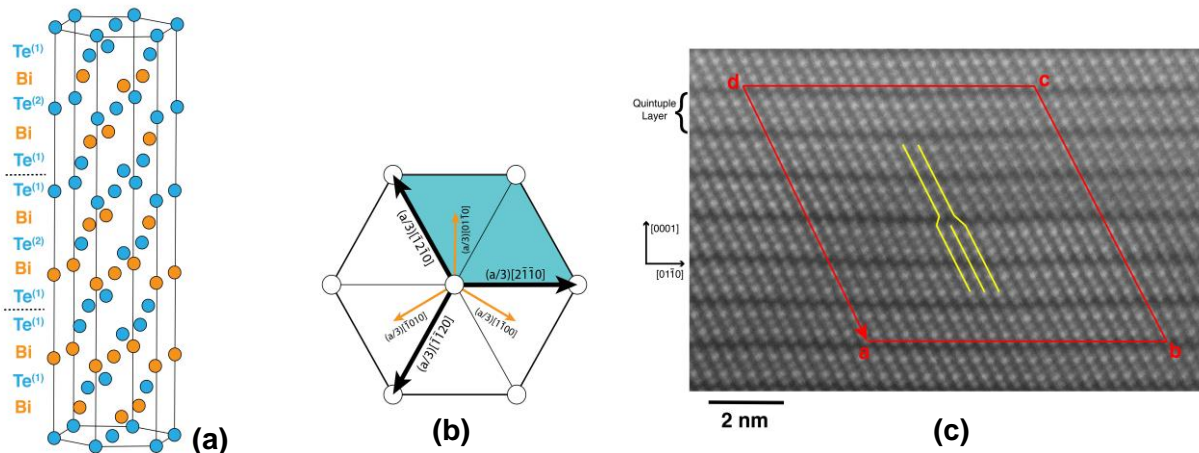 Te⁽¹⁾
Bi
Te⁽²⁾
Bi
Te⁽¹⁾
Te⁽¹⁾
Bi
Te⁽²⁾
Bi
Te⁽¹⁾
Te⁽¹⁾
Bi
Te⁽¹⁾
Bi
(a)
(a/3)[1̄21̄0]
(a/3)[011̄0]
(a/3)[21̄1̄0]
(a/3)[1̄010]
(a/3)[1̄1̄20]
(a/3)[11̄00]
(b)
d
c
Quintuple
Layer
[0001]
[011̄0]
a
b
2 nm
(c)